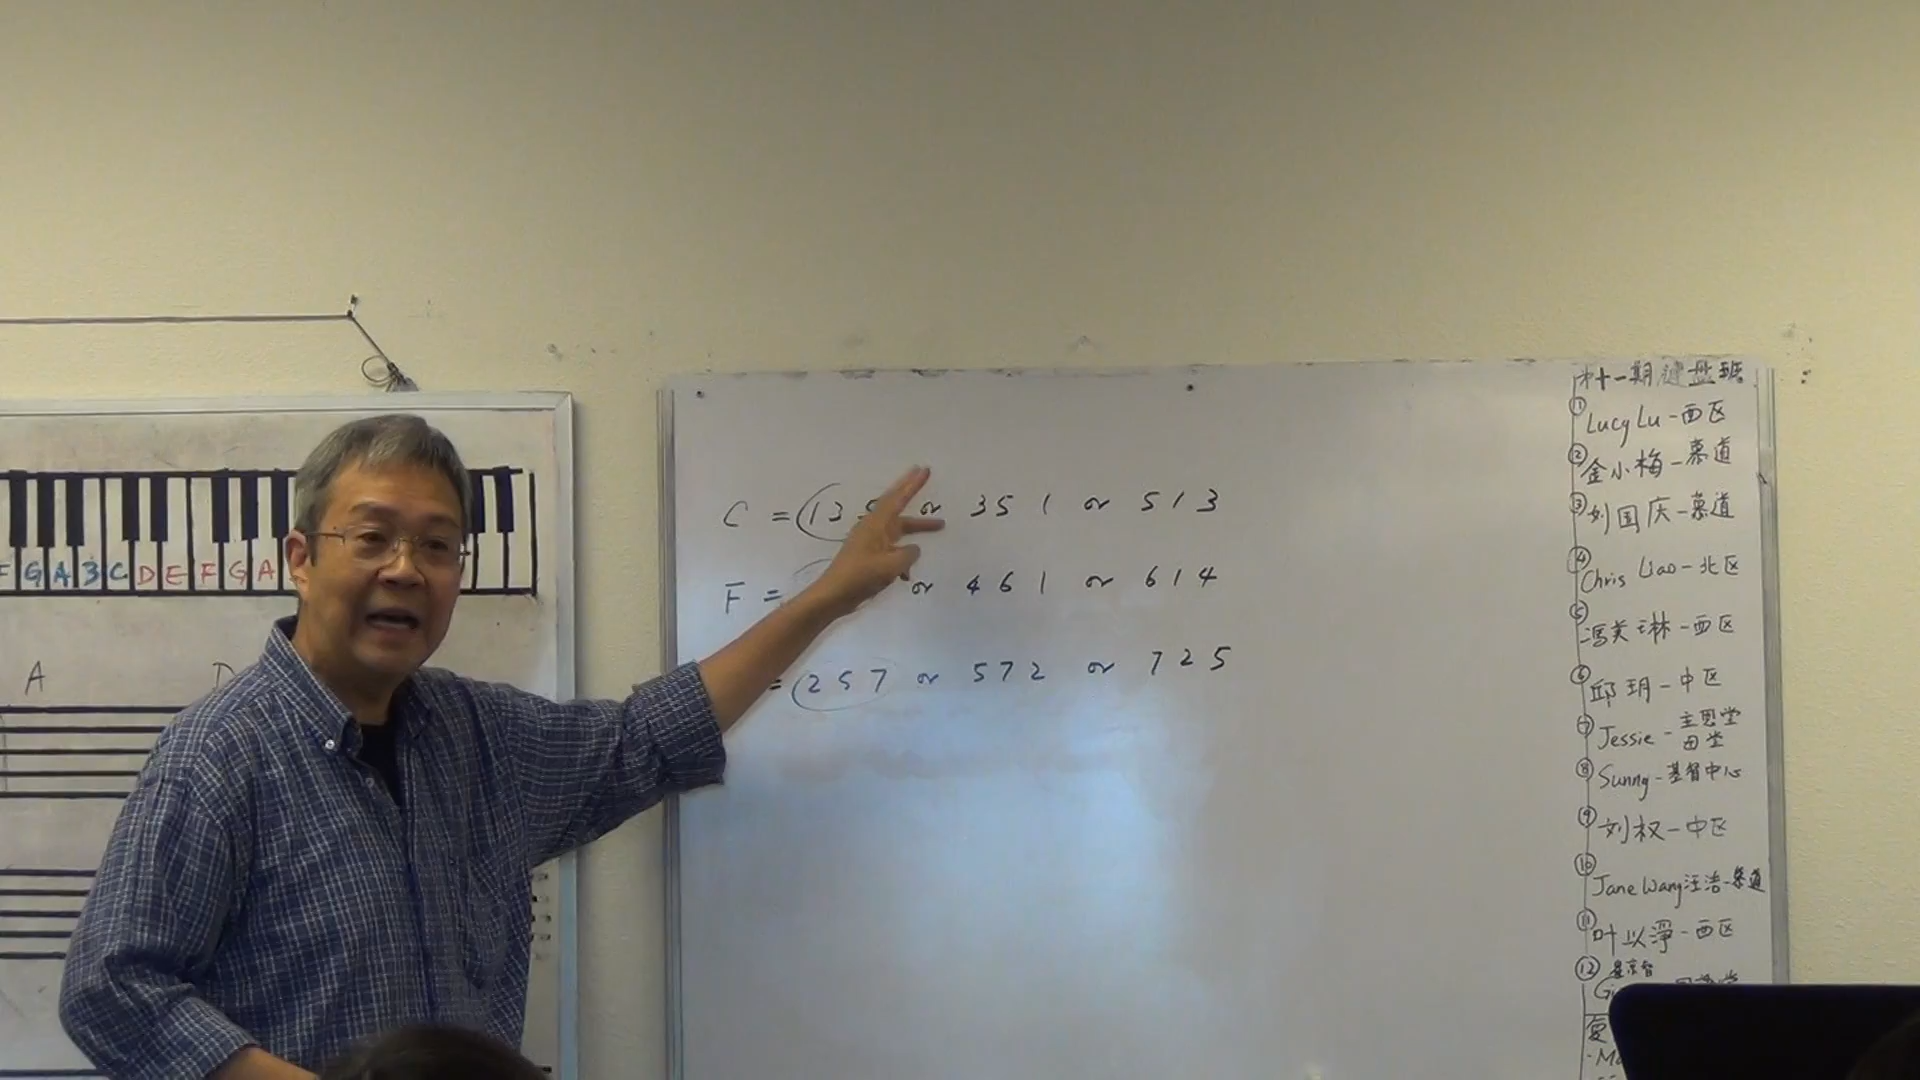 F G A B C D E F G A
A D
C = 1 3 5 or 3 5 1 or 5 1 3
F = or 4 6 1 or 6 1 4
= 2 5 7 or 5 7 2 or 7 2 5
十一期键盘班
① Lucy Lu - 西区
② 金小梅 - 慕道
③ 刘国庆 - 慕道
④ Chris Liao - 北区
⑤ 冯美琳 - 西区
⑥ 邱玥 - 中区
⑦ Jessie - 主恩堂
母堂
⑧ Sunny - 基督中心
⑨ 刘权 - 中区
⑩ Jane Wang 汪洁 - 慕道
⑪ 叶以淨 - 西区
⑫
复